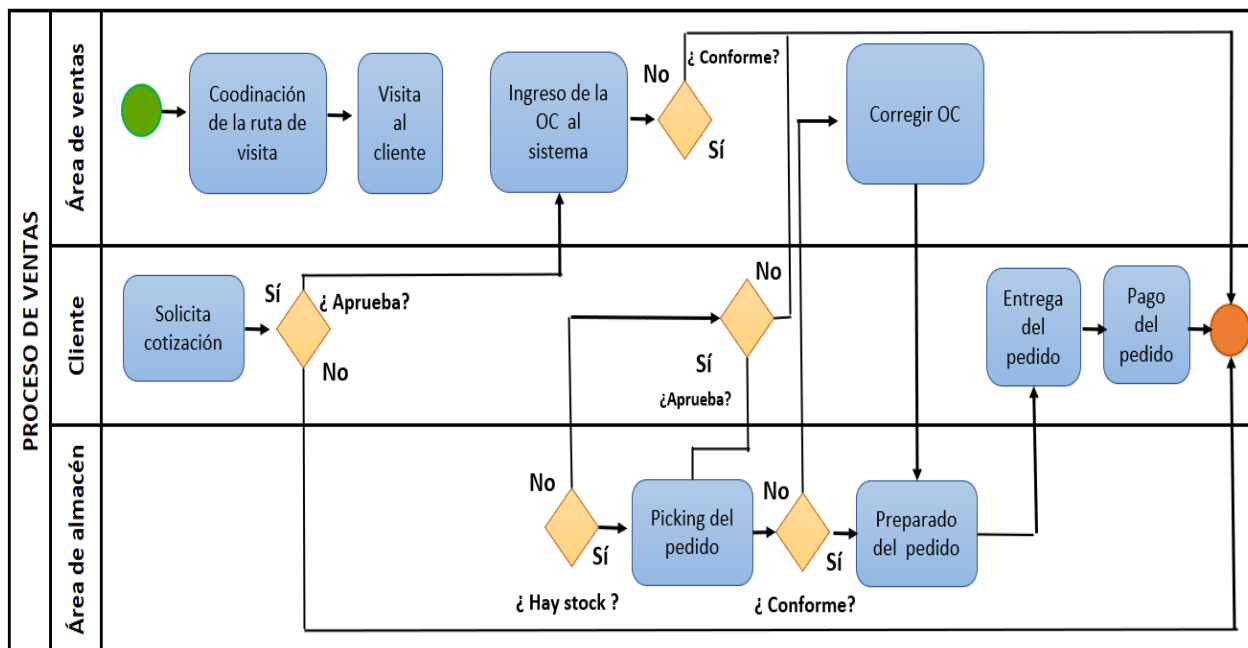 PROCESO DE VENTAS
Área de ventas
Coodinación
de la ruta de
visita
Visita
al
cliente
Ingreso de la
OC al
sistema
No
¿ Conforme?
Sí
Corregir OC
Cliente
Solicita
cotización
Sí
¿ Aprueba?
No
No
Sí
¿Aprueba?
Entrega
del
pedido
Pago
del
pedido
Área de almacén
No
Sí
¿ Hay stock ?
Picking del
pedido
No
Sí
¿ Conforme?
Preparado
del pedido